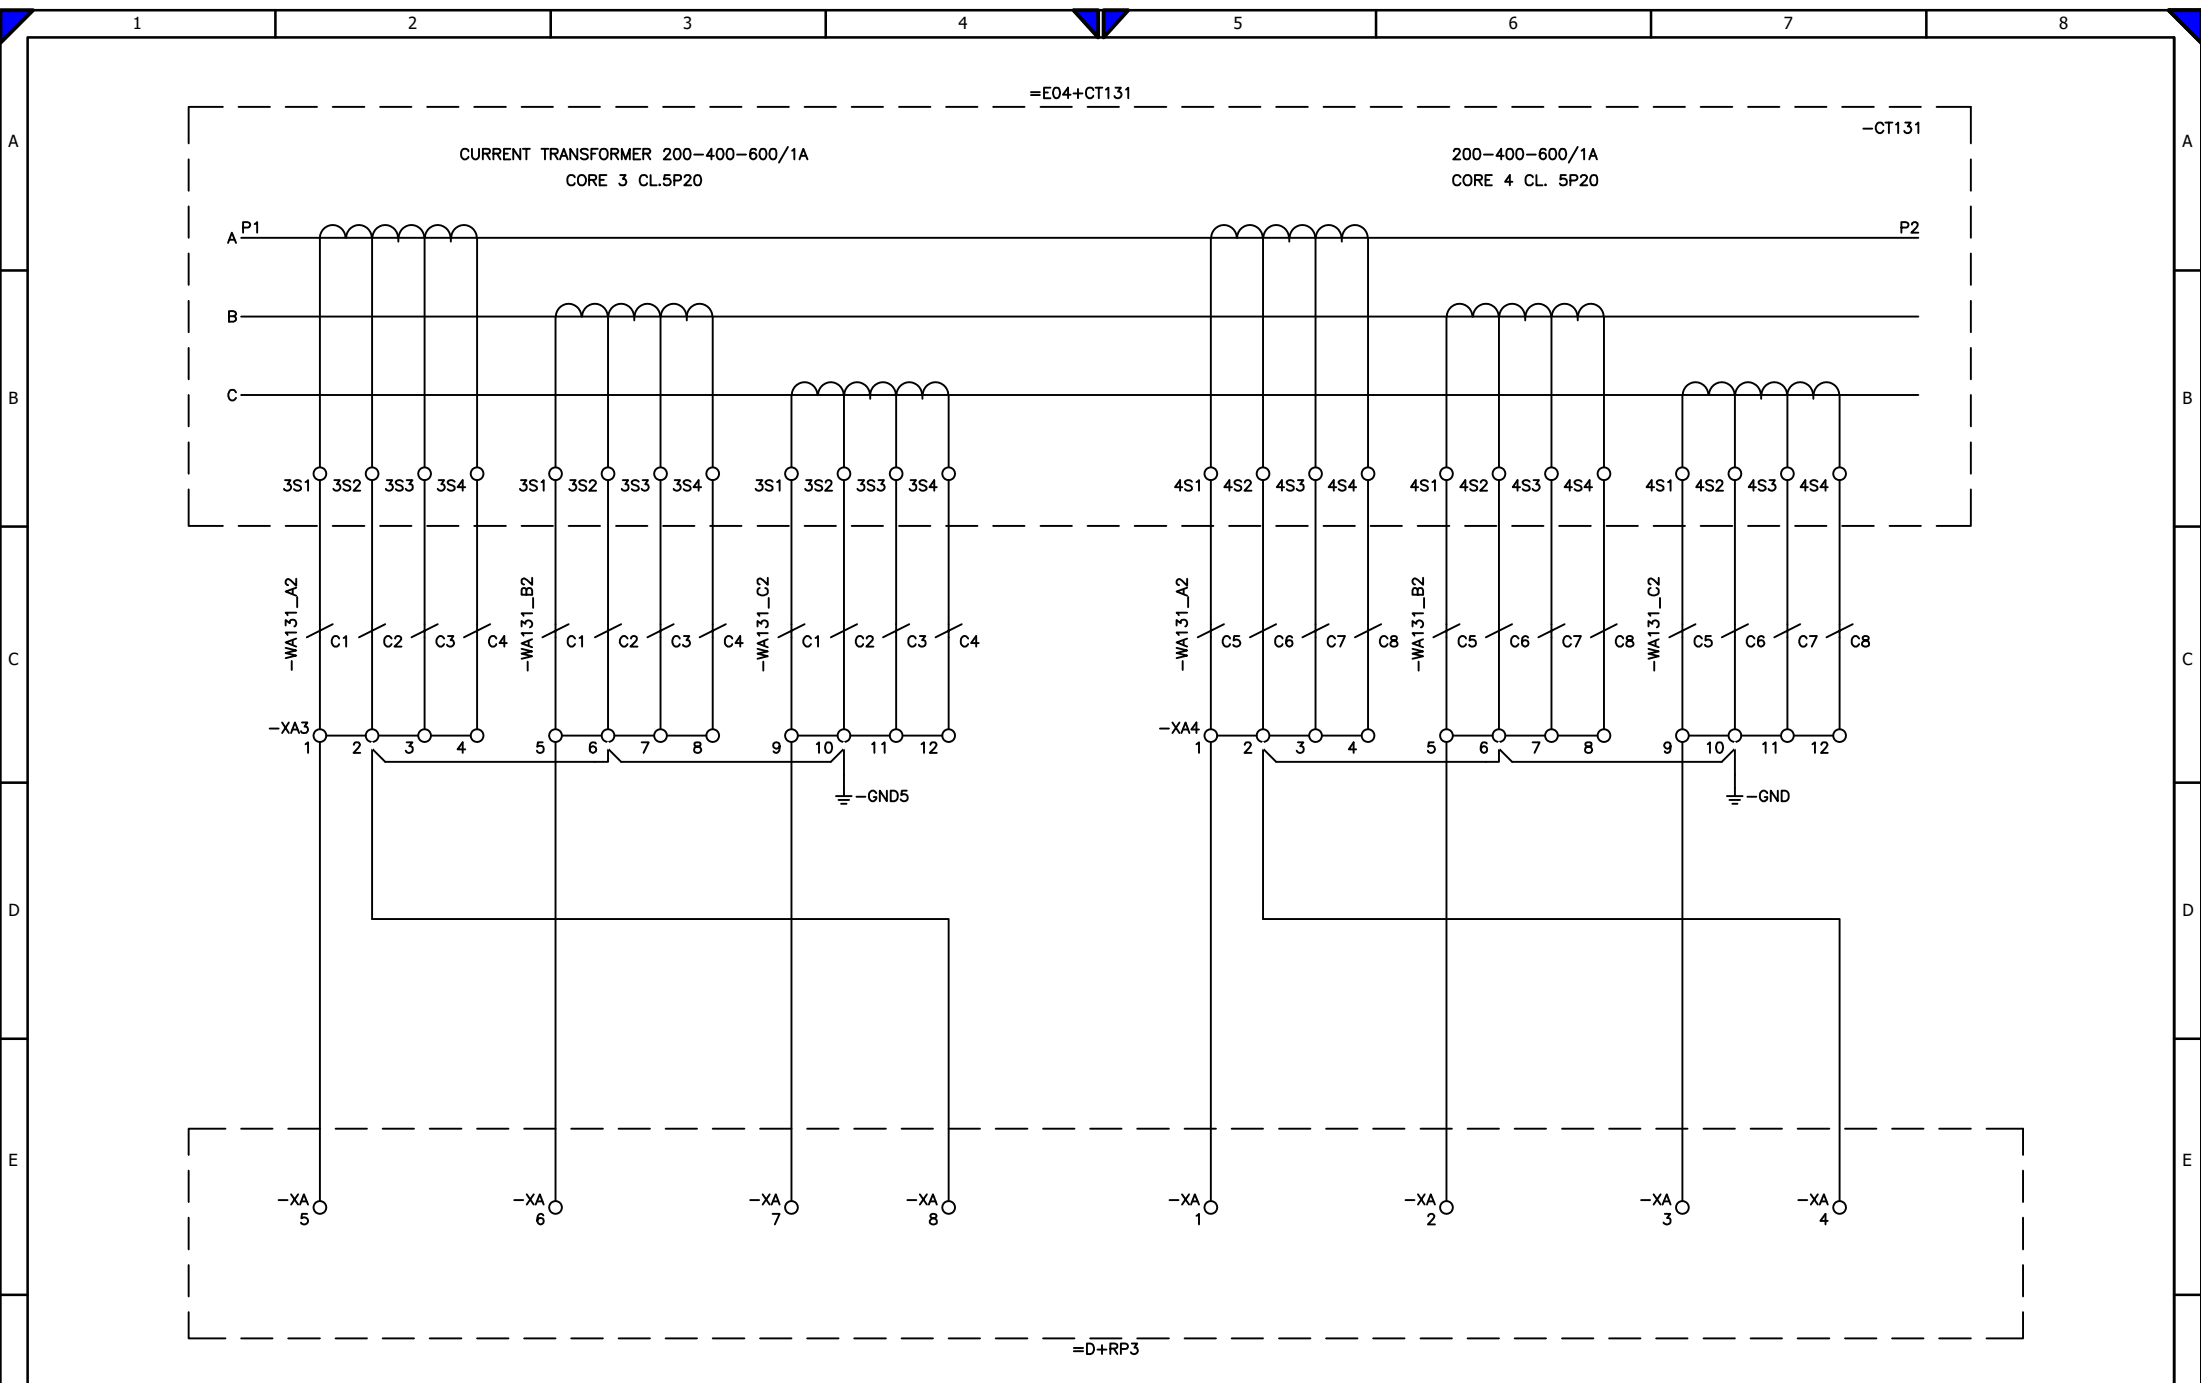 1 2 3 4 5 6 7 8
=E04+CT131
A A
-CT131
CURRENT TRANSFORMER 200-400-600/1A 200-400-600/1A
CORE 3 CL.5P20 CORE 4 CL. 5P20
P1 P2
A
B
B B
C
3S1 3S2 3S3 3S4 3S1 3S2 3S3 3S4 3S1 3S2 3S3 3S4 4S1 4S2 4S3 4S4 4S1 4S2 4S3 4S4 4S1 4S2 4S3 4S4
-WA131_A2 -WA131_B2 -WA131_C2 -WA131_A2 -WA131_B2 -WA131_C2
C1 C2 C3 C4 C1 C2 C3 C4 C1 C2 C3 C4 C5 C6 C7 C8 C5 C6 C7 C8 C5 C6 C7 C8
C C
-XA3 -XA4
1 2 3 4 5 6 7 8 9 10 11 12 1 2 3 4 5 6 7 8 9 10 11 12
-GND5 -GND
D D
E E
-XA -XA -XA -XA -XA -XA -XA -XA
5 6 7 8 1 2 3 4
=D+RP3